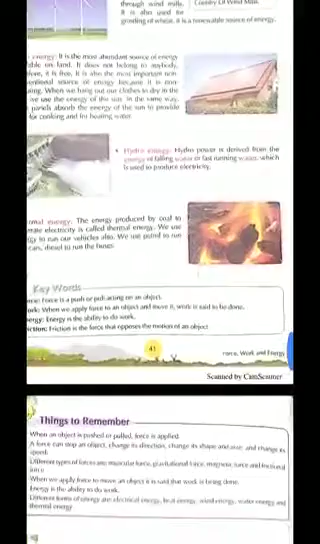 through wind mills.
It is also used for
grinding of wheat. It is a renewable source of energy.
Country Of Wind Mills
energy: It is the most abundant source of energy
able on land. It does not belong to anybody,
fore, it is free. It is also the most important non-
entional source of energy because it is con-
When we hang out our clothes to dry in the
we use the energy of the sun. In the same way,
panels absorb the energy of the sun to provide
for cooking and for heating water.
• Hydro energy: Hydro power is derived from the
energy of falling water or fast running water, which
is used to produce electricity.
mal energy: The energy produced by coal to
rate electricity is called thermal energy. We use
gy to run our vehicles also. We use petrol to run
cars, diesel to run the buses.
Key Words
orce: Force is a push or pull acting on an object.
ork: When we apply force to an object and move it, work is said to be done.
nergy: Energy is the ability to do work.
riction: Friction is the force that opposes the motion of an object.
41
Force, Work and Energy
Scanned by CamScanner
Things to Remember
When an object is pushed or pulled, force is applied.
A force can stop an object, change its direction, change its shape and size, and change its
speed.
Different types of forces are muscular force, gravitational force, magnetic force and frictional
force.
When we apply force to move an object it is said that work is being done.
Energy is the ability to do work.
Different forms of energy are electrical energy, heat energy, wind energy, water energy and
thermal energy.